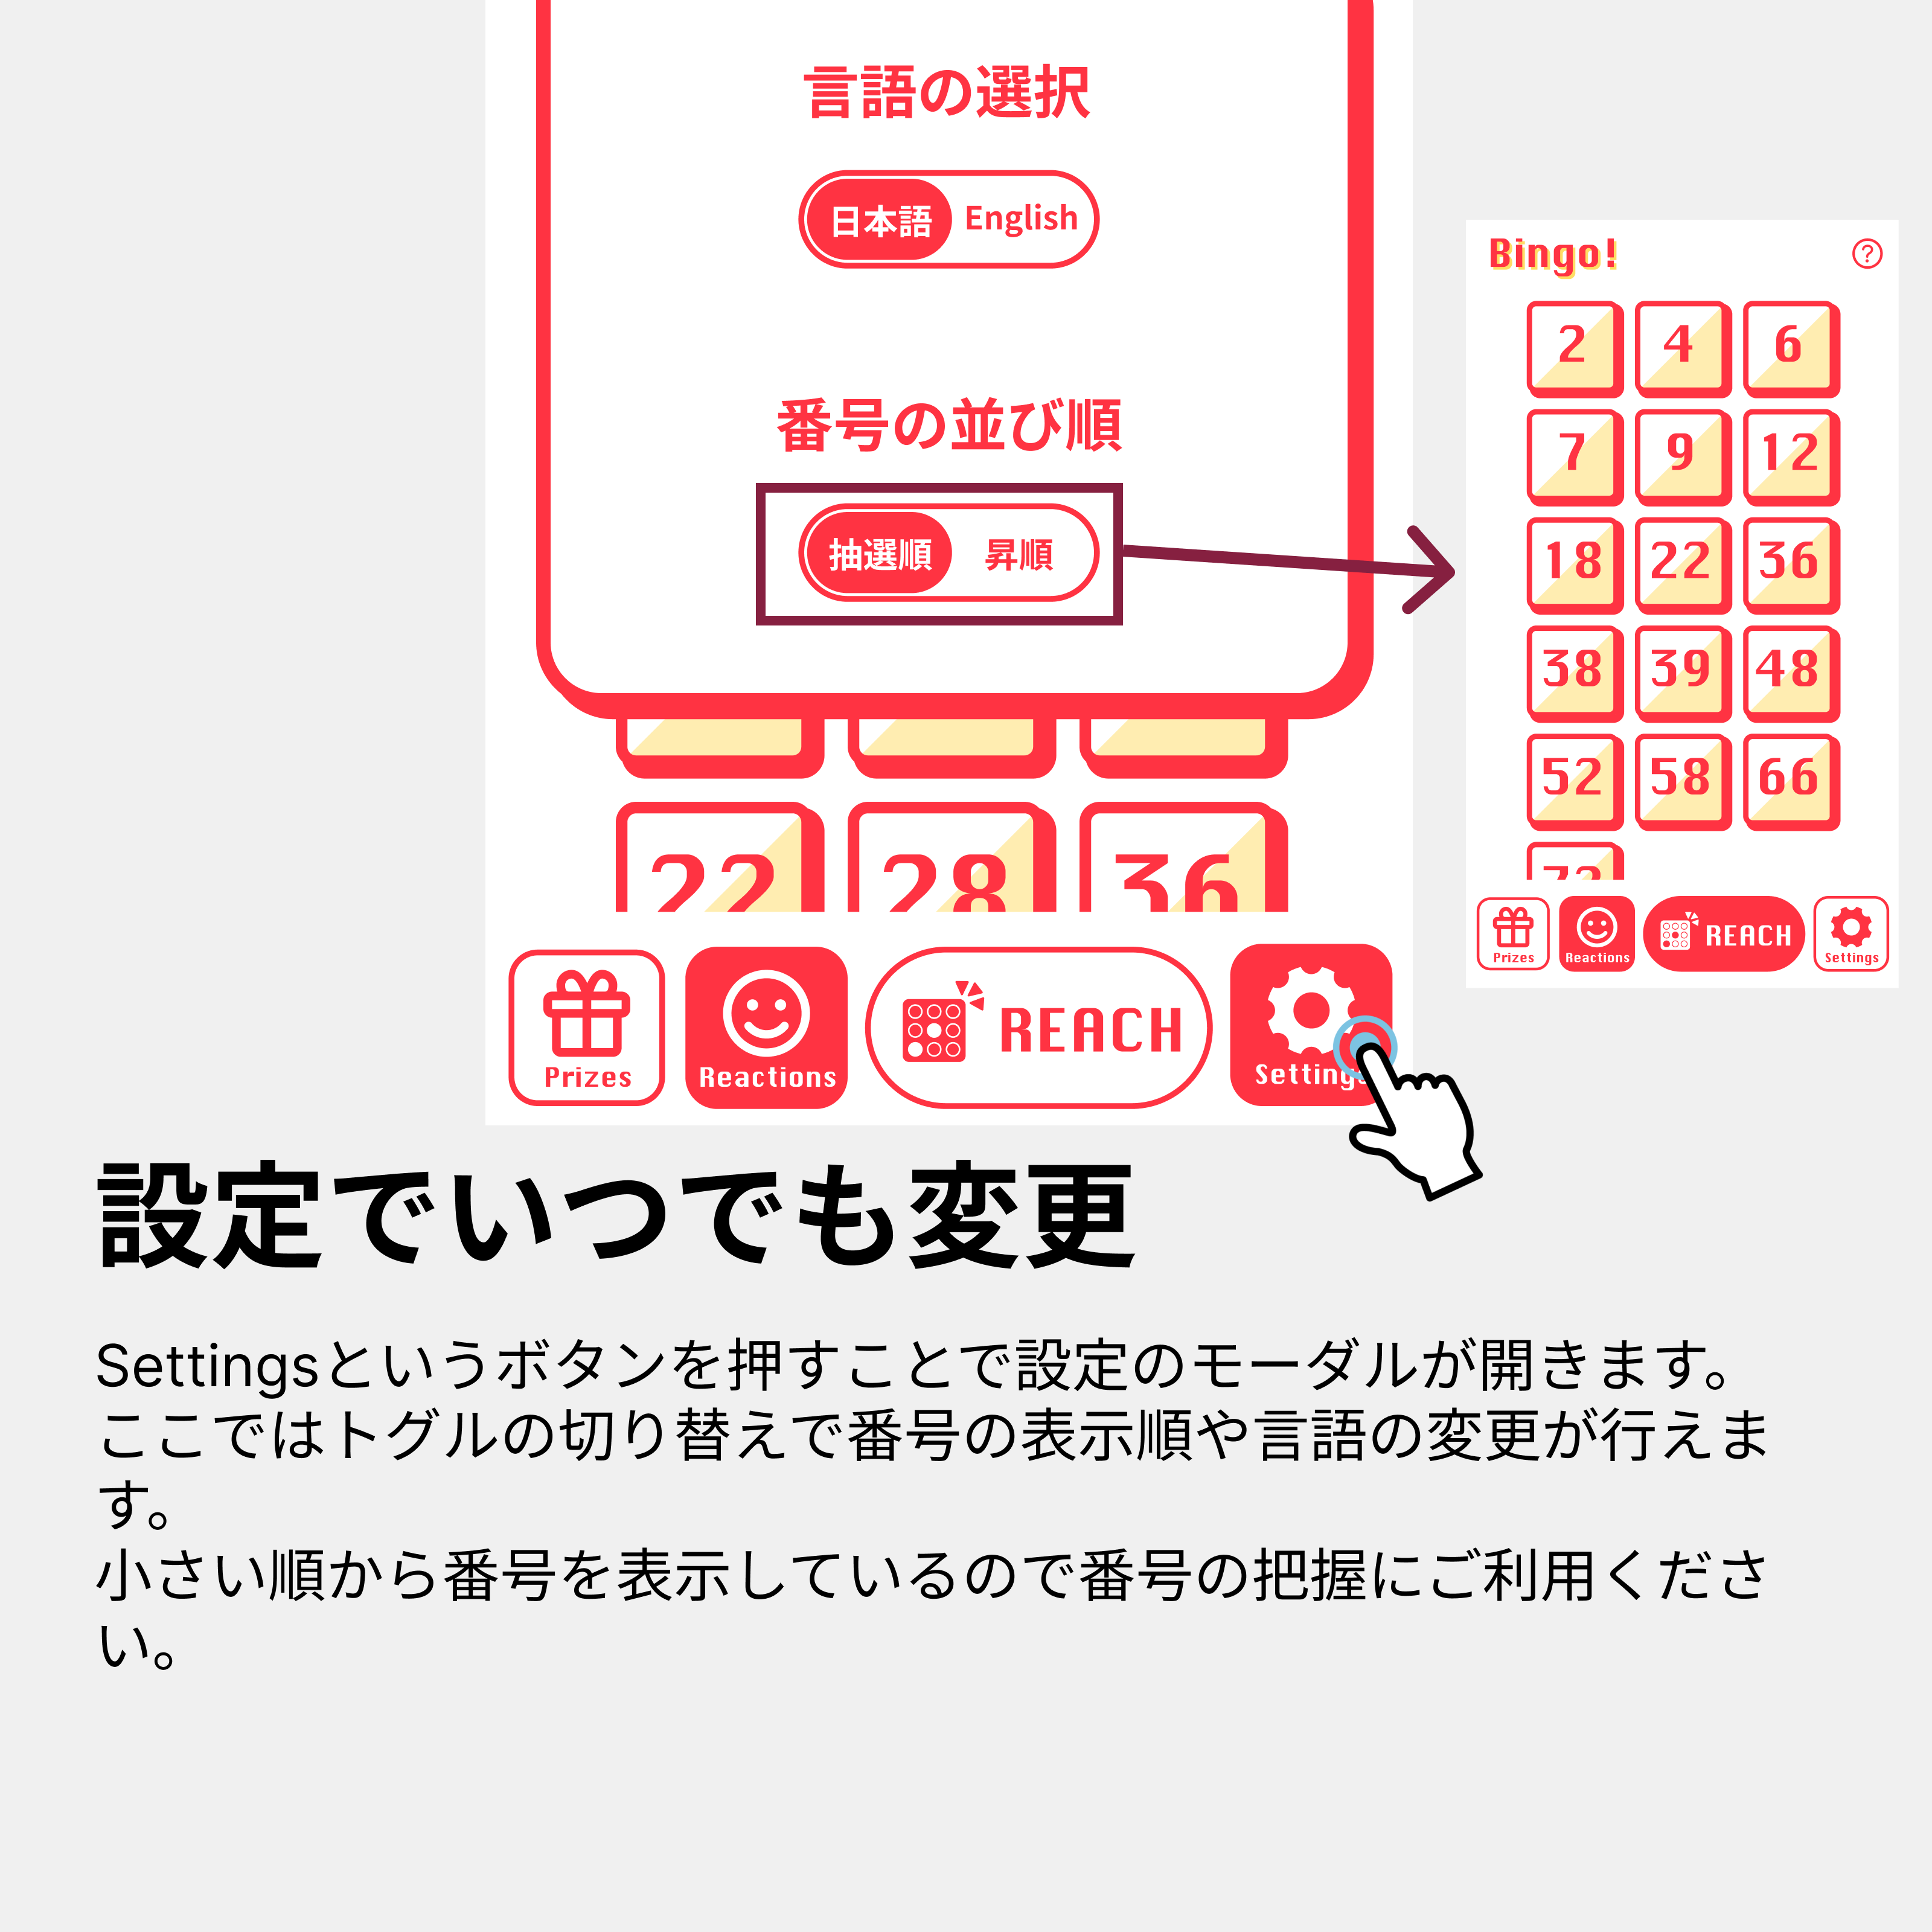 言語の選択
日本語 English
番号の並び順
抽選順 昇順
22 28 36
Prizes Reactions REACH Settings
Bingo! ?
2 4 6
7 9 12
18 22 36
38 39 48
52 58 66
Prizes Reactions REACH Settings
設定でいつでも変更
Settingsというボタンを押すことで設定のモーダルが開きます。
ここではトグルの切り替えで番号の表示順や言語の変更が行えま
す。
小さい順から番号を表示しているので番号の把握にご利用くださ
い。